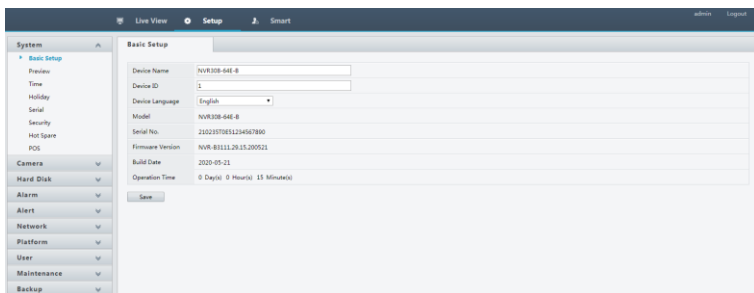 Live View Setup Smart admin Logout
System
Basic Setup
Preview
Time
Holiday
Serial
Security
Hot Spare
POS
Camera
Hard Disk
Alarm
Alert
Network
Platform
User
Maintenance
Backup
Basic Setup
Device Name NVR308-64E-B
Device ID 1
Device Language English
Model NVR308-64E-B
Serial No. 210235T0E51234567890
Firmware Version NVR-B3111.29.15.200521
Build Date 2020-05-21
Operation Time 0 Day(s) 0 Hour(s) 15 Minute(s)
Save